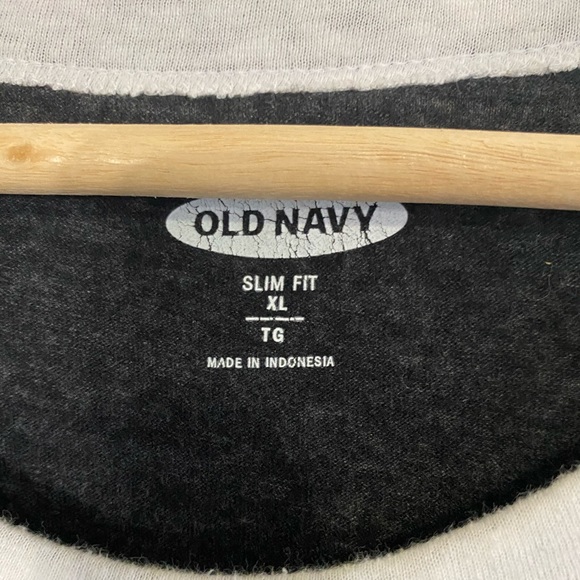 OLD NAVY
SLIM FIT
XL
TG
MADE IN INDONESIA